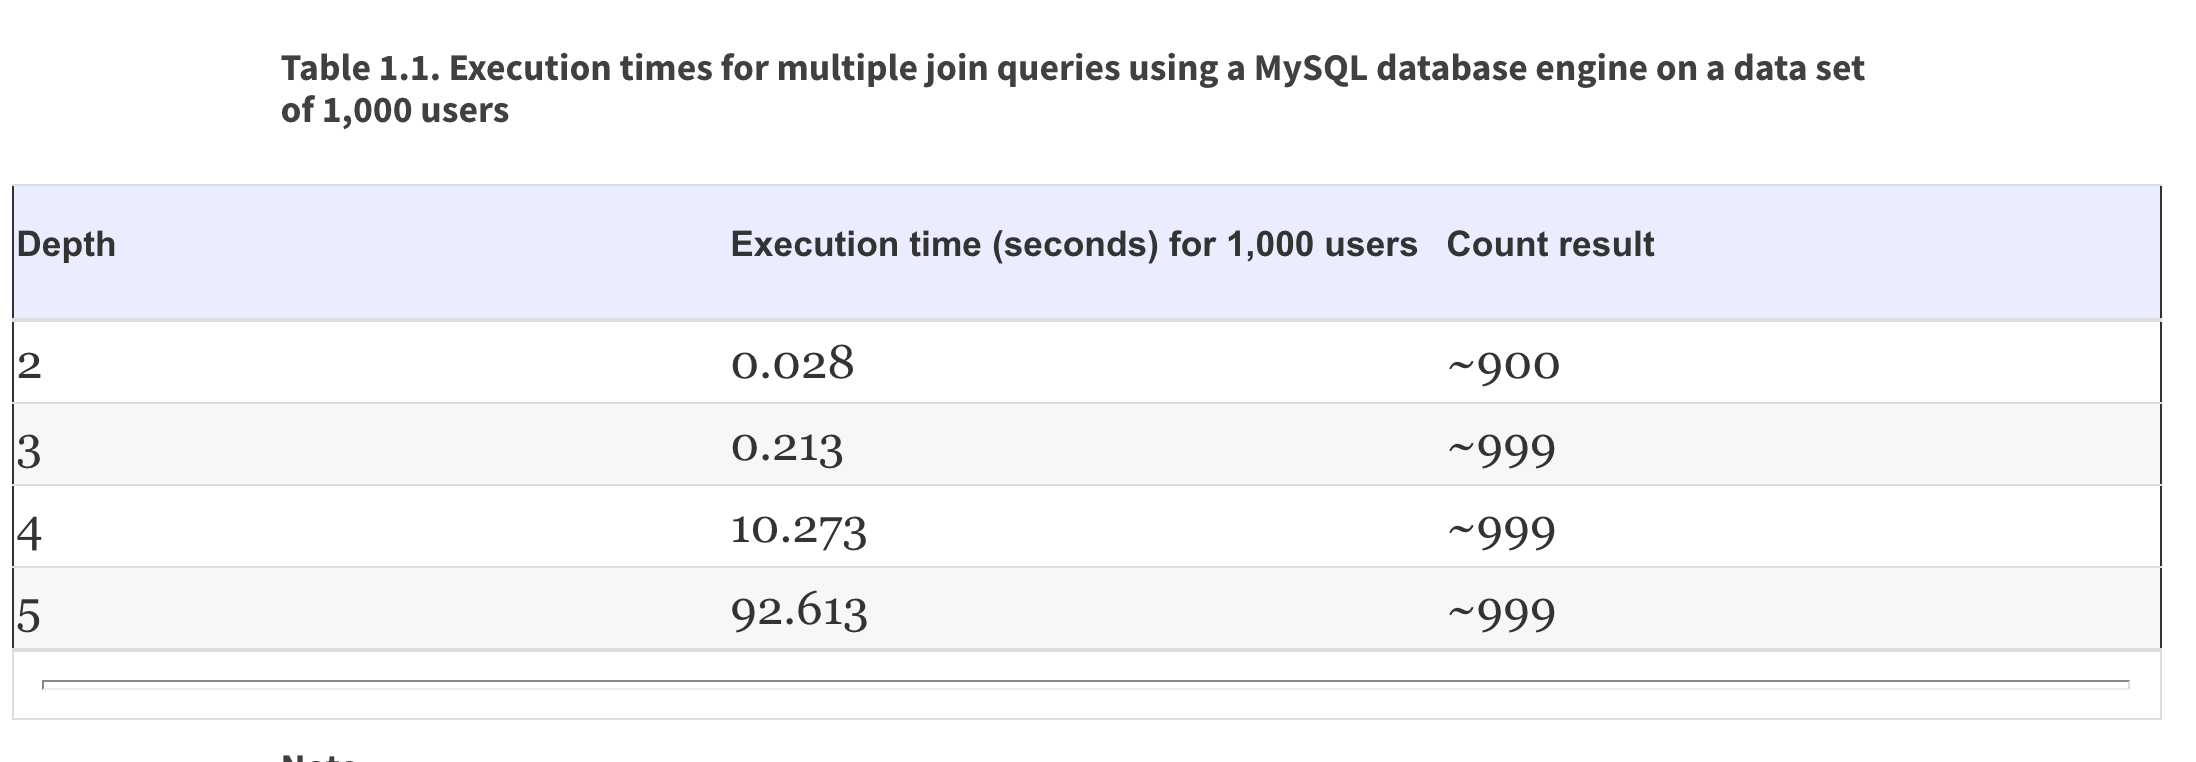 Table 1.1. Execution times for multiple join queries using a MySQL database engine on a data set
of 1,000 users
Depth Execution time (seconds) for 1,000 users Count result
2 0.028 ~900
3 0.213 ~999
4 10.273 ~999
5 92.613 ~999